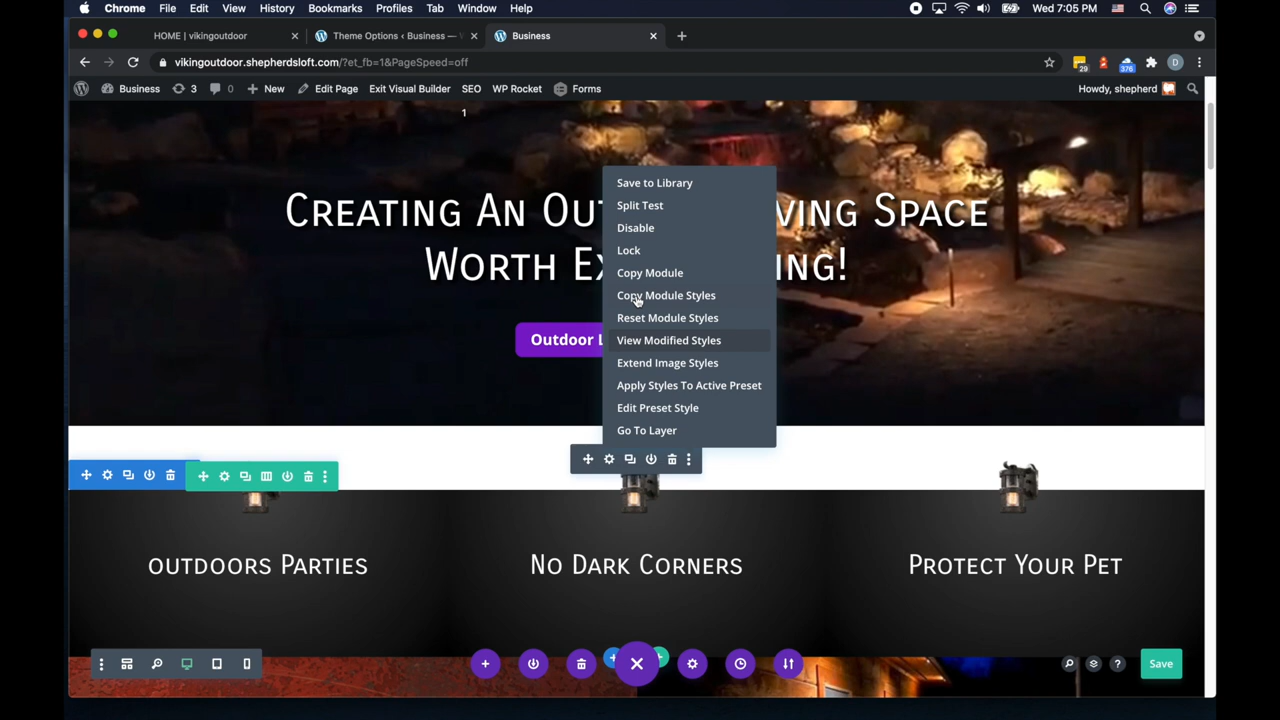 Chrome File Edit View History Bookmarks Profiles Tab Window Help Wed 7:05 PM
HOME | vikingoutdoor Theme Options ‹ Business — Business
vikingoutdoor.shepherdsloft.com/?et_fb=1&PageSpeed=off 29 376 D
Business 3 0 New Edit Page Exit Visual Builder SEO WP Rocket Forms Howdy, shepherd
1
Creating An Ou ving Space
Worth Ex ing!
Outdoor L
Save to Library
Split Test
Disable
Lock
Copy Module
Copy Module Styles
Reset Module Styles
View Modified Styles
Extend Image Styles
Apply Styles To Active Preset
Edit Preset Style
Go To Layer
outdoors Parties No Dark Corners Protect Your Pet
? Save